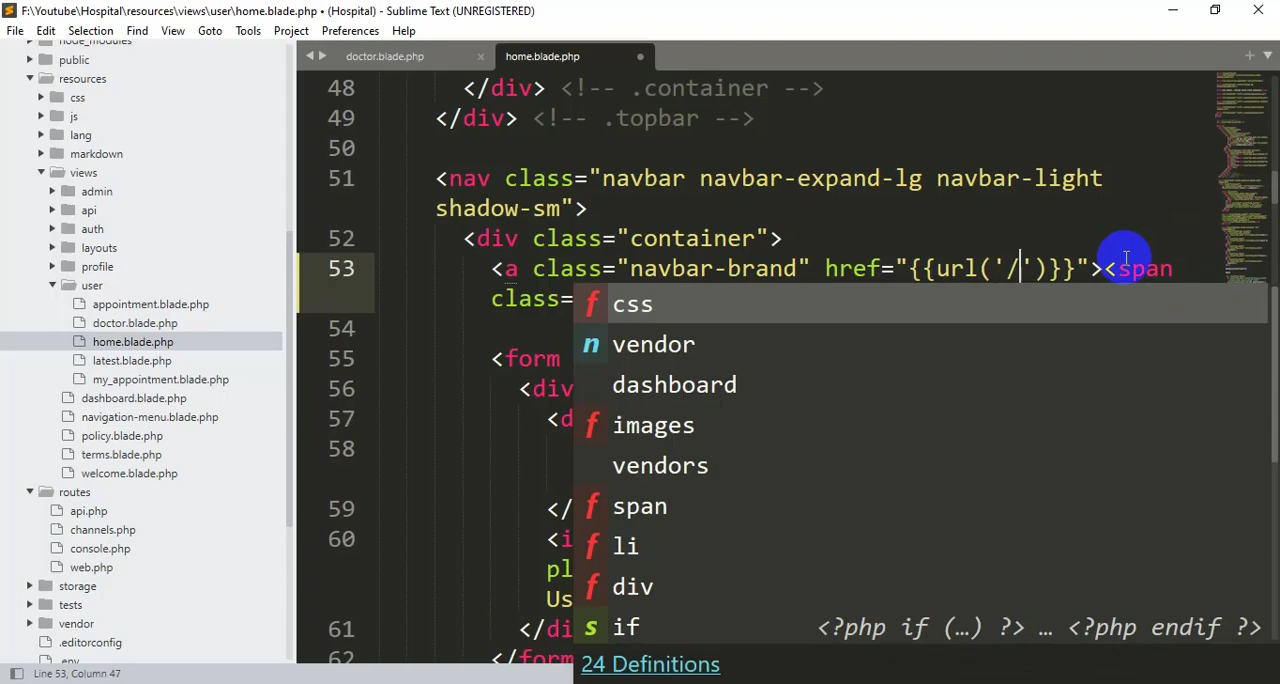 F:\Youtube\Hospital\resources\views\user\home.blade.php • (Hospital) - Sublime Text (UNREGISTERED)
File Edit Selection Find View Goto Tools Project Preferences Help
node_modules
public
resources
css
js
lang
markdown
views
admin
api
auth
layouts
profile
user
appointment.blade.php
doctor.blade.php
home.blade.php
latest.blade.php
my_appointment.blade.php
dashboard.blade.php
navigation-menu.blade.php
policy.blade.php
terms.blade.php
welcome.blade.php
routes
api.php
channels.php
console.php
web.php
storage
tests
vendor
.editorconfig
.env
doctor.blade.php × home.blade.php
48 </div> <!-- .container -->
49 </div> <!-- .topbar -->
50
51 <nav class="navbar navbar-expand-lg navbar-light
shadow-sm">
52 <div class="container">
53 <a class="navbar-brand" href="{{url('/')}}"><span
class=
54
55 <form
56 <div
57 <d
58
59 </
60 <i
pl
Us
61 </di
62 </form
css
vendor
dashboard
images
vendors
span
li
div
if <?php if (…) ?> … <?php endif ?>
24 Definitions
Line 53, Column 47